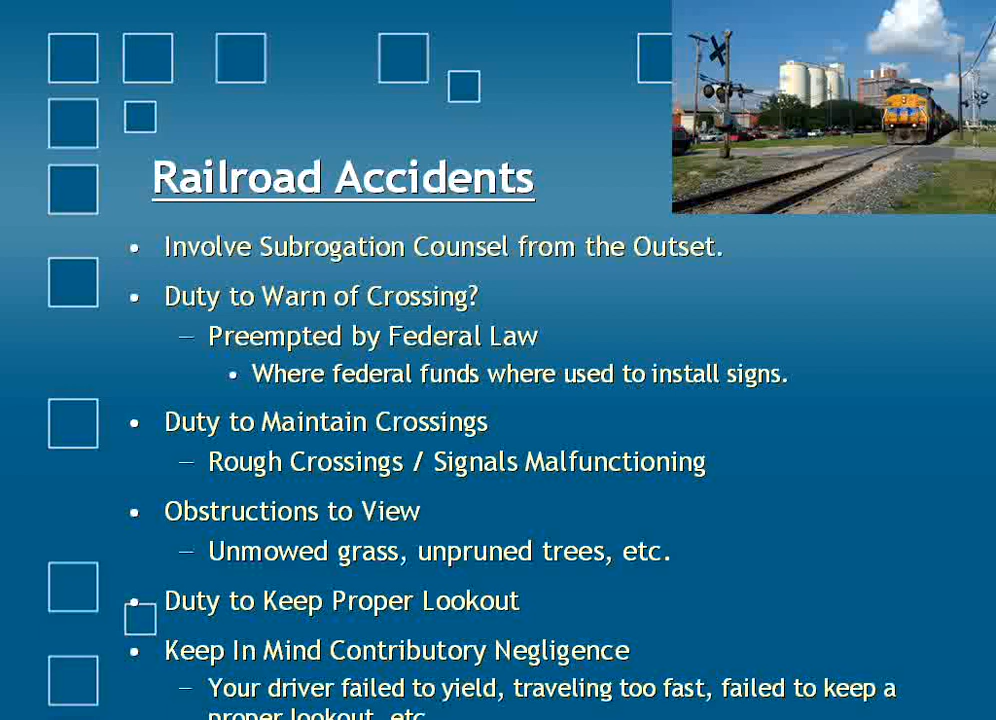 Railroad Accidents
• Involve Subrogation Counsel from the Outset.
• Duty to Warn of Crossing?
– Preempted by Federal Law
• Where federal funds where used to install signs.
• Duty to Maintain Crossings
– Rough Crossings / Signals Malfunctioning
• Obstructions to View
– Unmowed grass, unpruned trees, etc.
• Duty to Keep Proper Lookout
• Keep In Mind Contributory Negligence
– Your driver failed to yield, traveling too fast, failed to keep a
proper lookout, etc